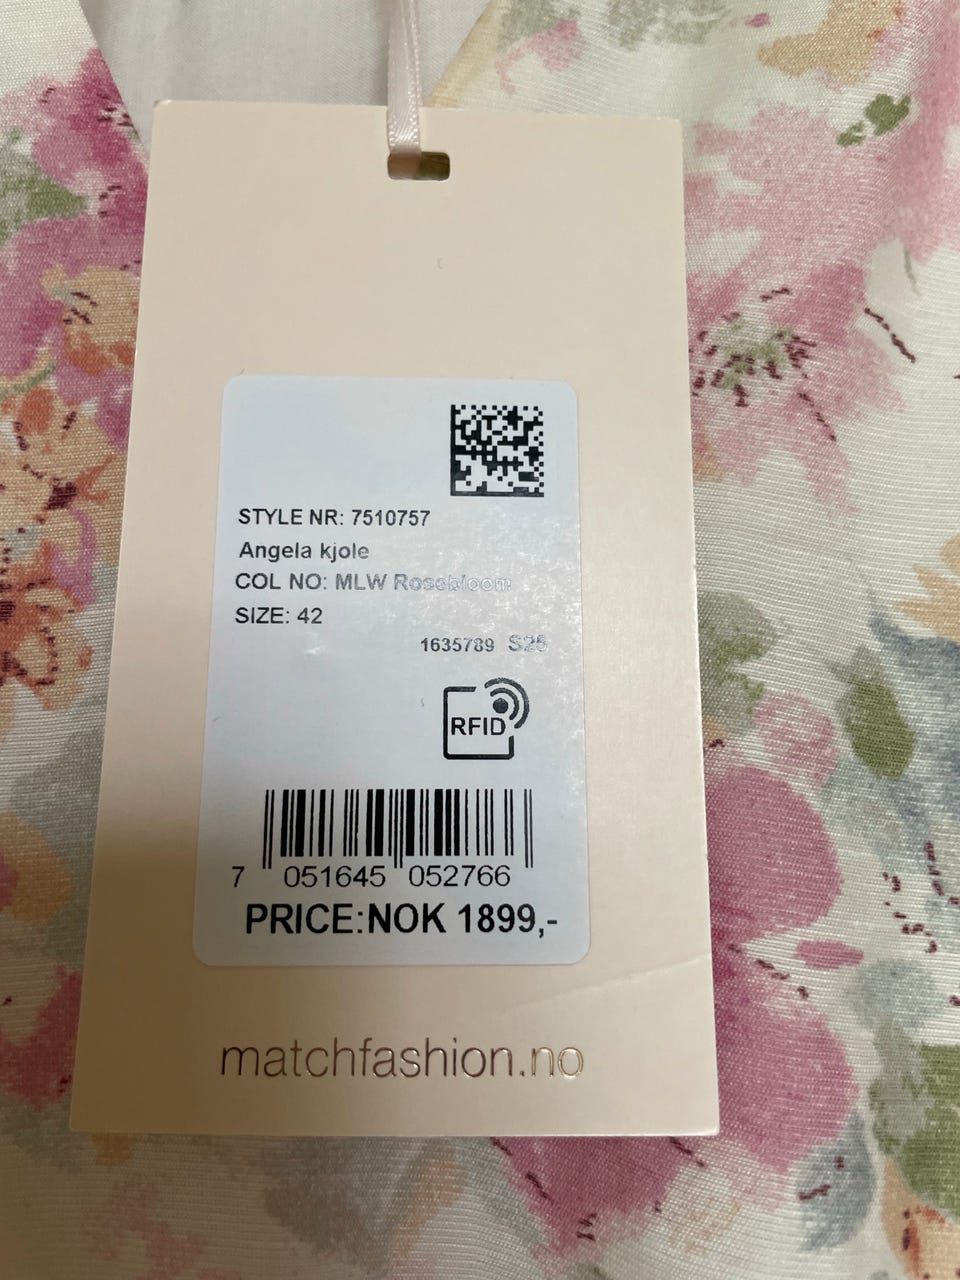 STYLE NR: 7510757
Angela kjole
COL NO: MLW Rosebloom
SIZE: 42
1635789 S25
RFID
7 051645 052766
PRICE:NOK 1899,-
matchfashion.no